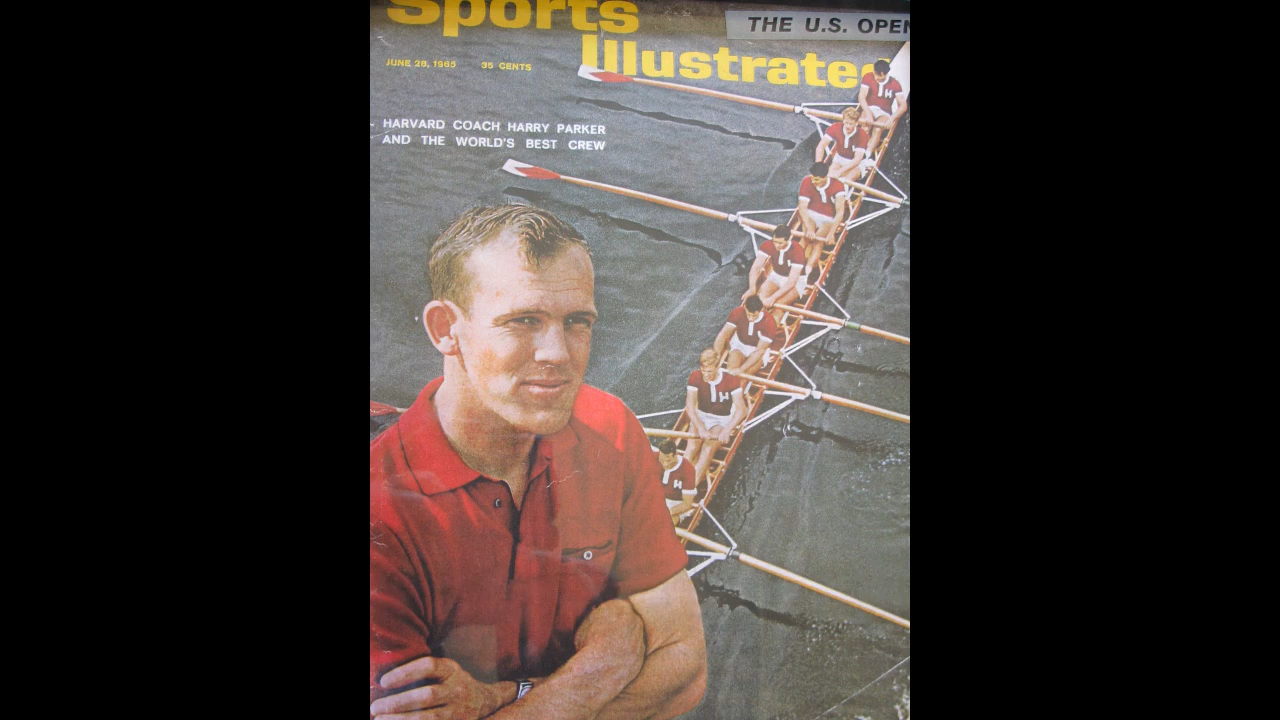 Sports
THE U.S. OPEN
Illustrated
JUNE 28, 1965 35 CENTS
HARVARD COACH HARRY PARKER
AND THE WORLD'S BEST CREW
H
H
H